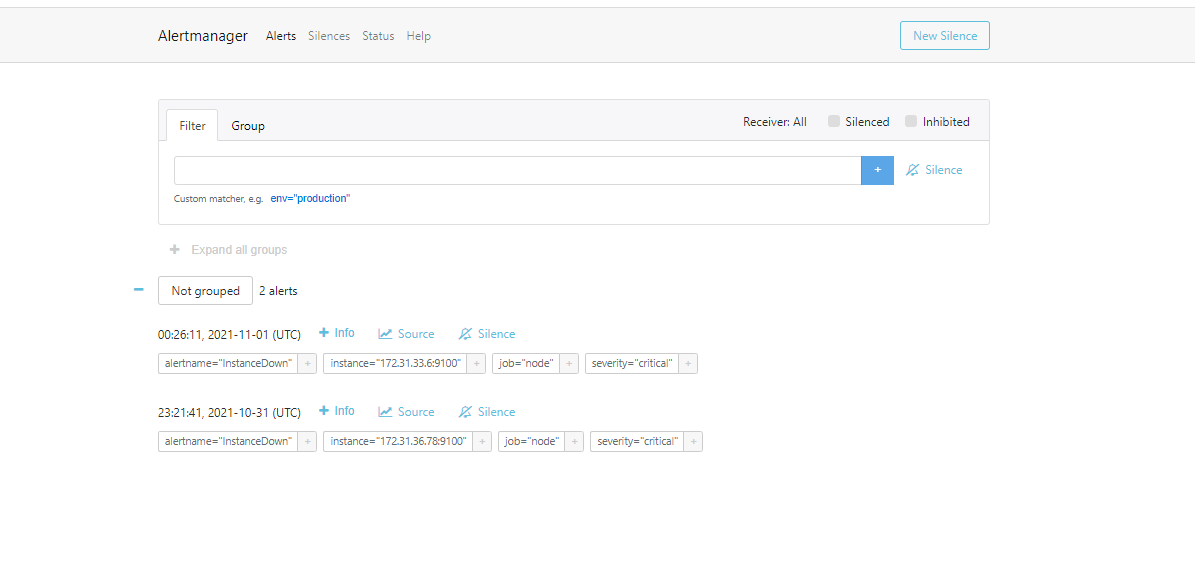 Alertmanager Alerts Silences Status Help New Silence
Filter Group Receiver: All Silenced Inhibited
+ Silence
Custom matcher, e.g. env="production"
+ Expand all groups
− Not grouped 2 alerts
00:26:11, 2021-11-01 (UTC) + Info Source Silence
alertname="InstanceDown" + instance="172.31.33.6:9100" + job="node" + severity="critical" +
23:21:41, 2021-10-31 (UTC) + Info Source Silence
alertname="InstanceDown" + instance="172.31.36.78:9100" + job="node" + severity="critical" +